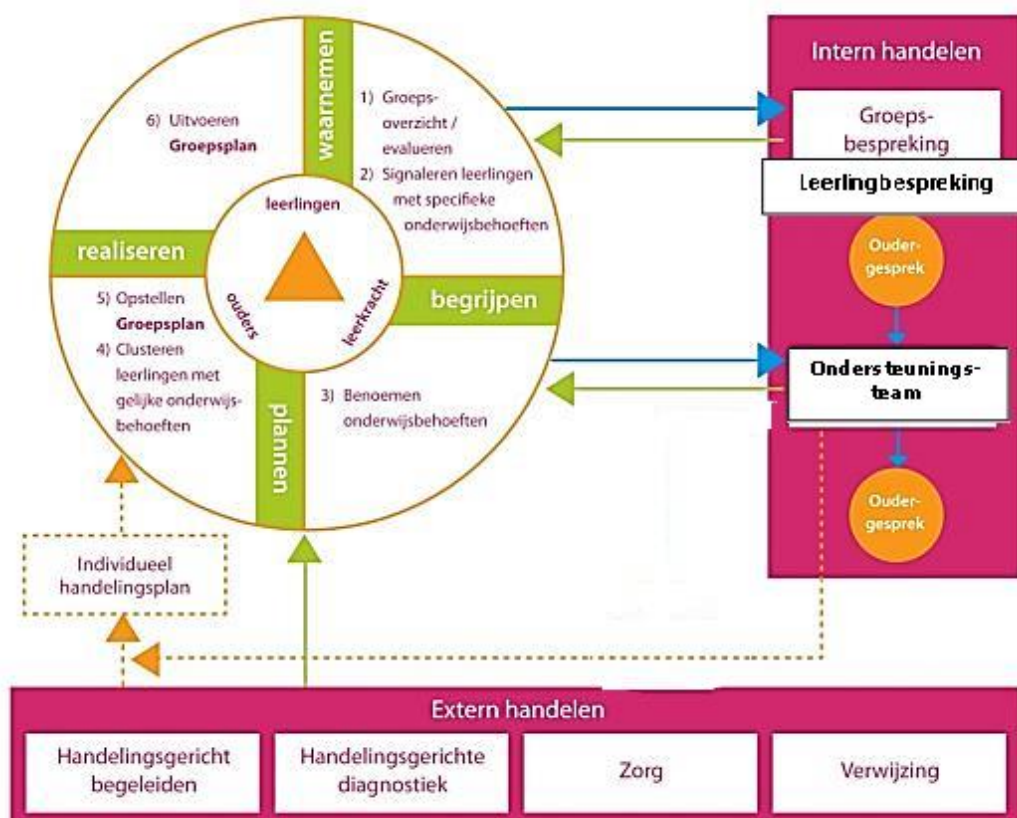 waarnemen
1) Groeps-
overzicht /
evalueren
2) Signaleren leerlingen
met specifieke
onderwijsbehoeften
begrijpen
3) Benoemen
onderwijsbehoeften
plannen
4) Clusteren
leerlingen met
gelijke onderwijs-
behoeften
5) Opstellen
Groepsplan
realiseren
6) Uitvoeren
Groepsplan
leerlingen
leerkracht
ouders
Intern handelen
Groeps-
bespreking
Leerlingbespreking
Ouder-
gesprek
Ondersteunings-
team
Ouder-
gesprek
Individueel
handelingsplan
Extern handelen
Handelingsgericht
begeleiden
Handelingsgerichte
diagnostiek
Zorg
Verwijzing